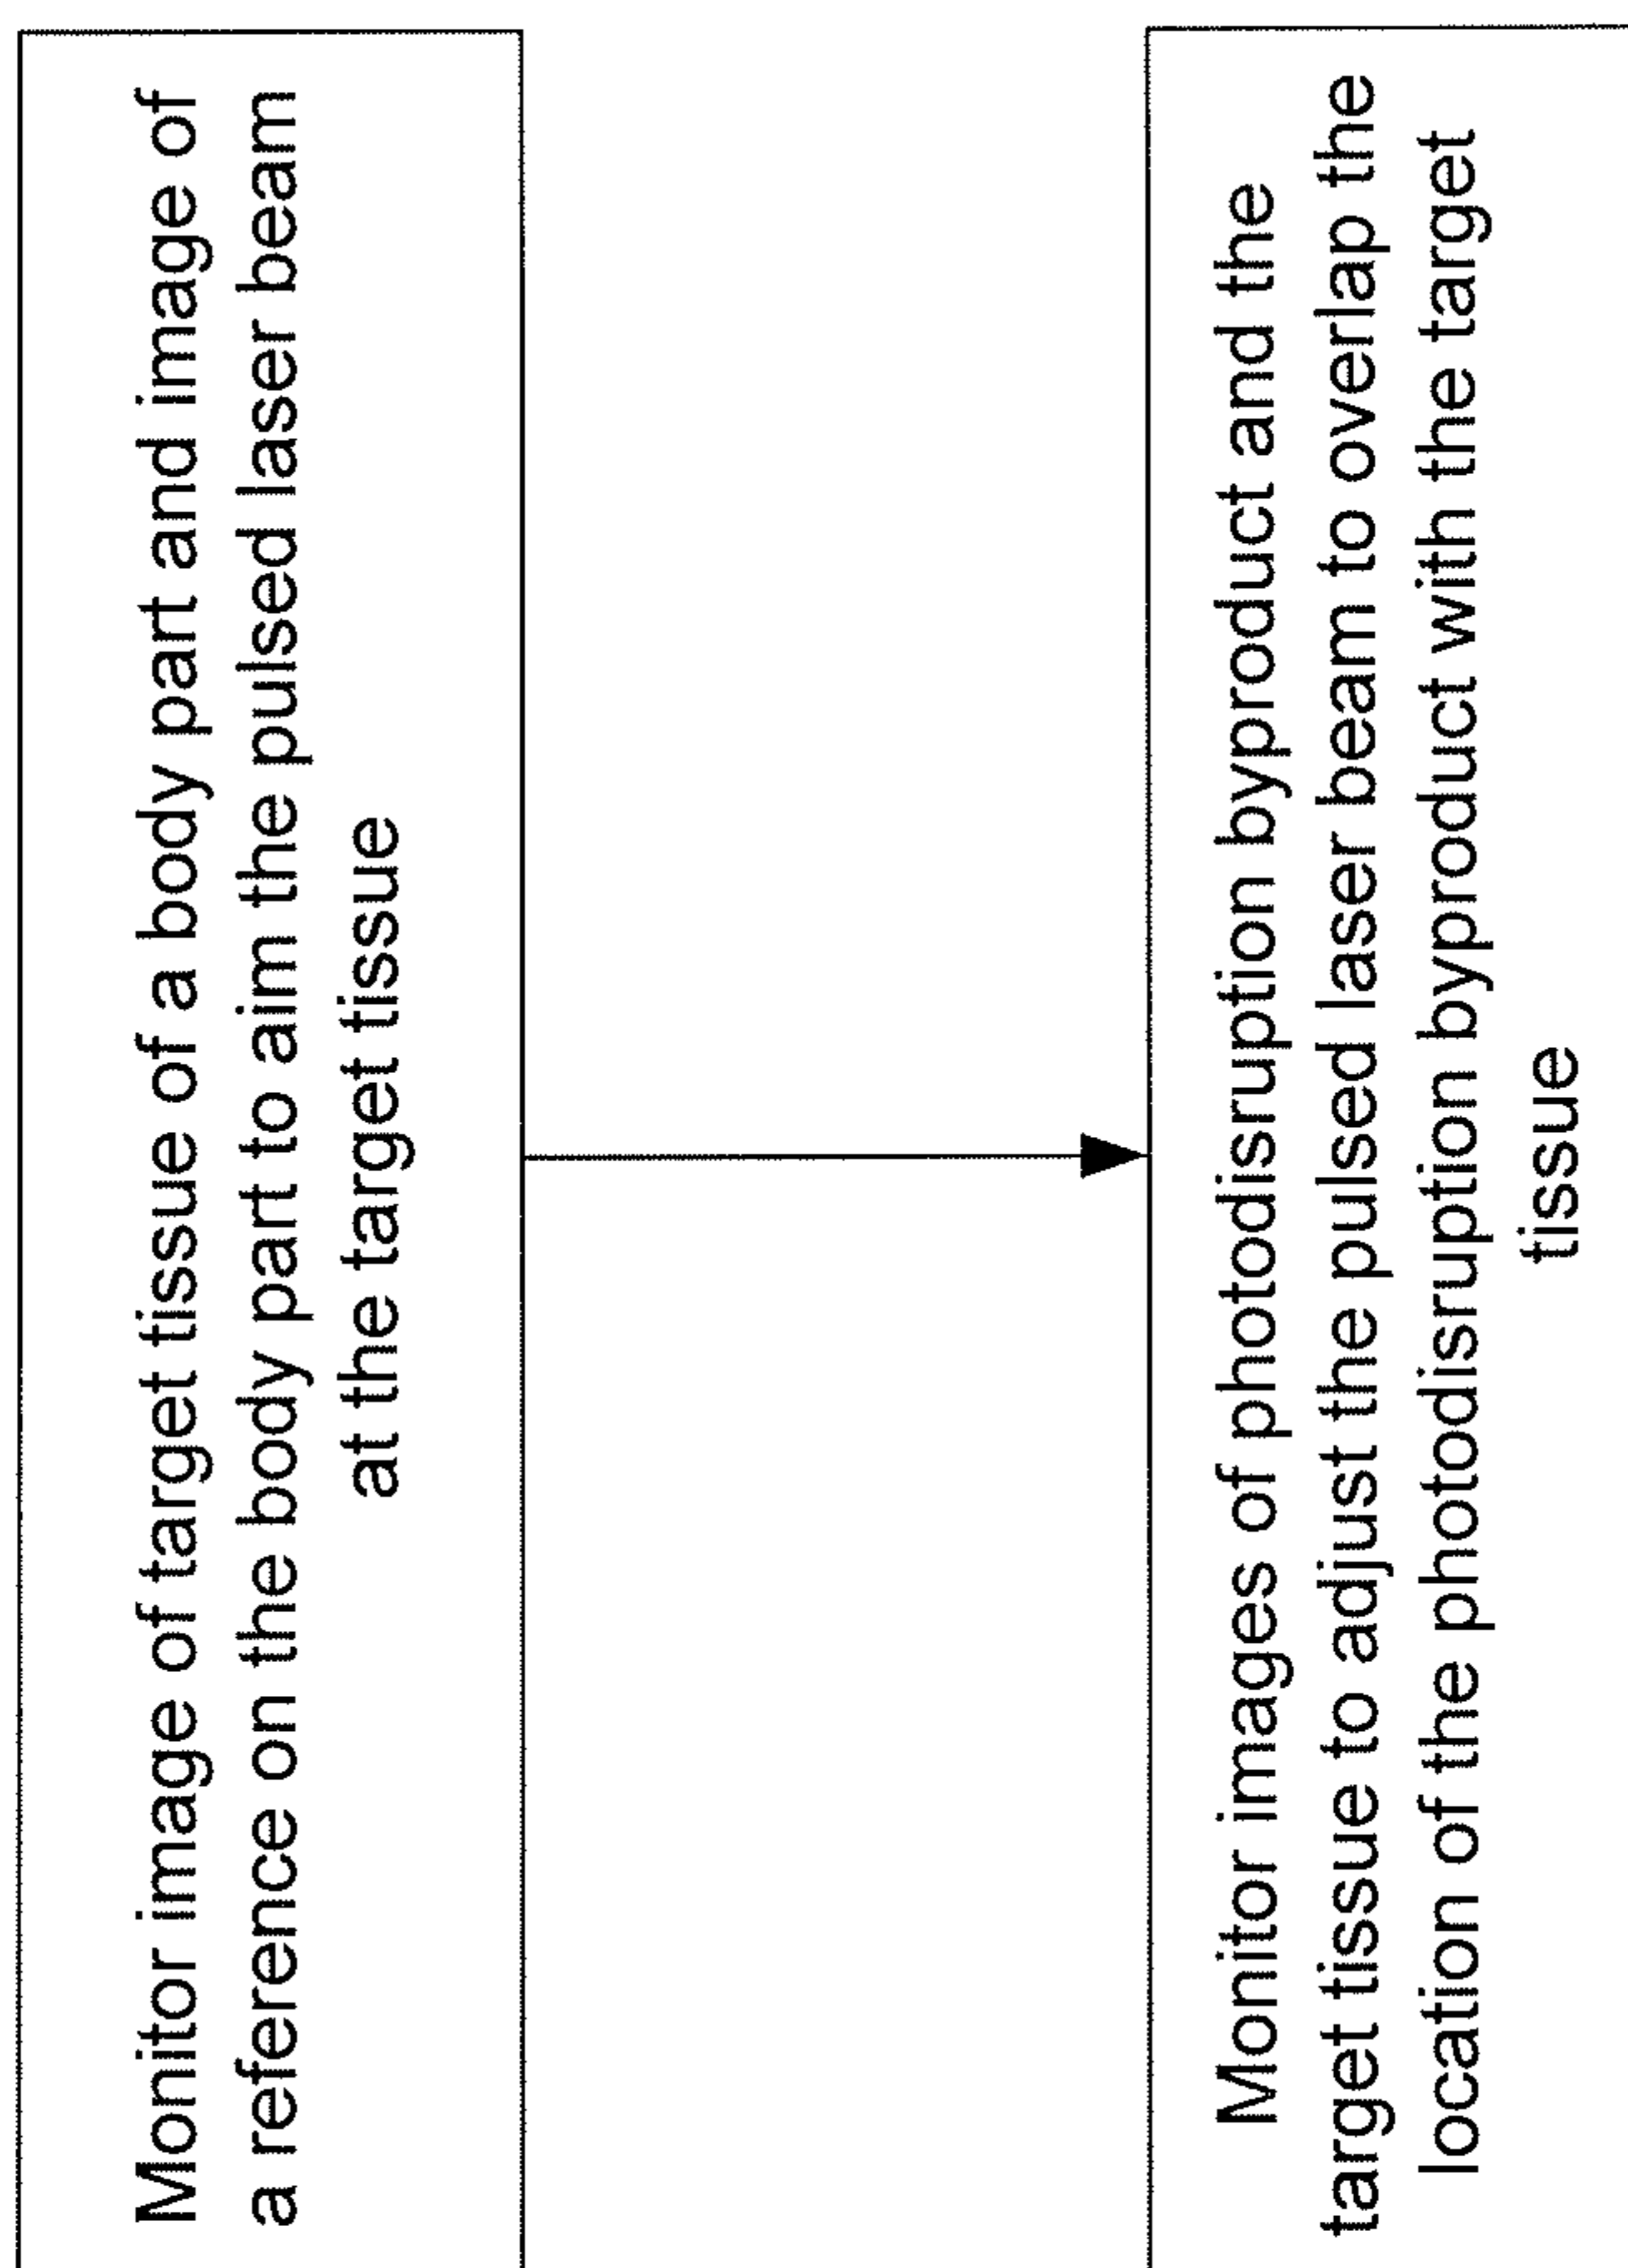 Monitor image of target tissue of a body part and image of
a reference on the body part to aim the pulsed laser beam
at the target tissue
Monitor images of photodisruption byproduct and the
target tissue to adjust the pulsed laser beam to overlap the
location of the photodisruption byproduct with the target
tissue